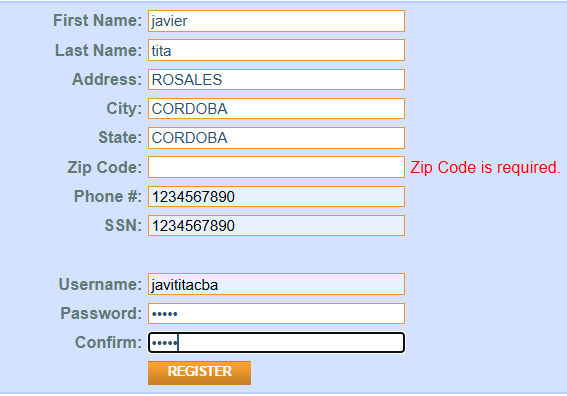 First Name: javier
Last Name: tita
Address: ROSALES
City: CORDOBA
State: CORDOBA
Zip Code: Zip Code is required.
Phone #: 1234567890
SSN: 1234567890
Username: javititacba
Password: •••••
Confirm: •••••
REGISTER